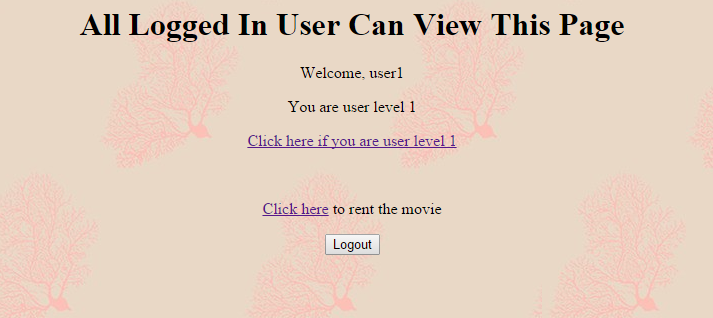 All Logged In User Can View This Page
Welcome, user1
You are user level 1
Click here if you are user level 1
Click here to rent the movie
Logout